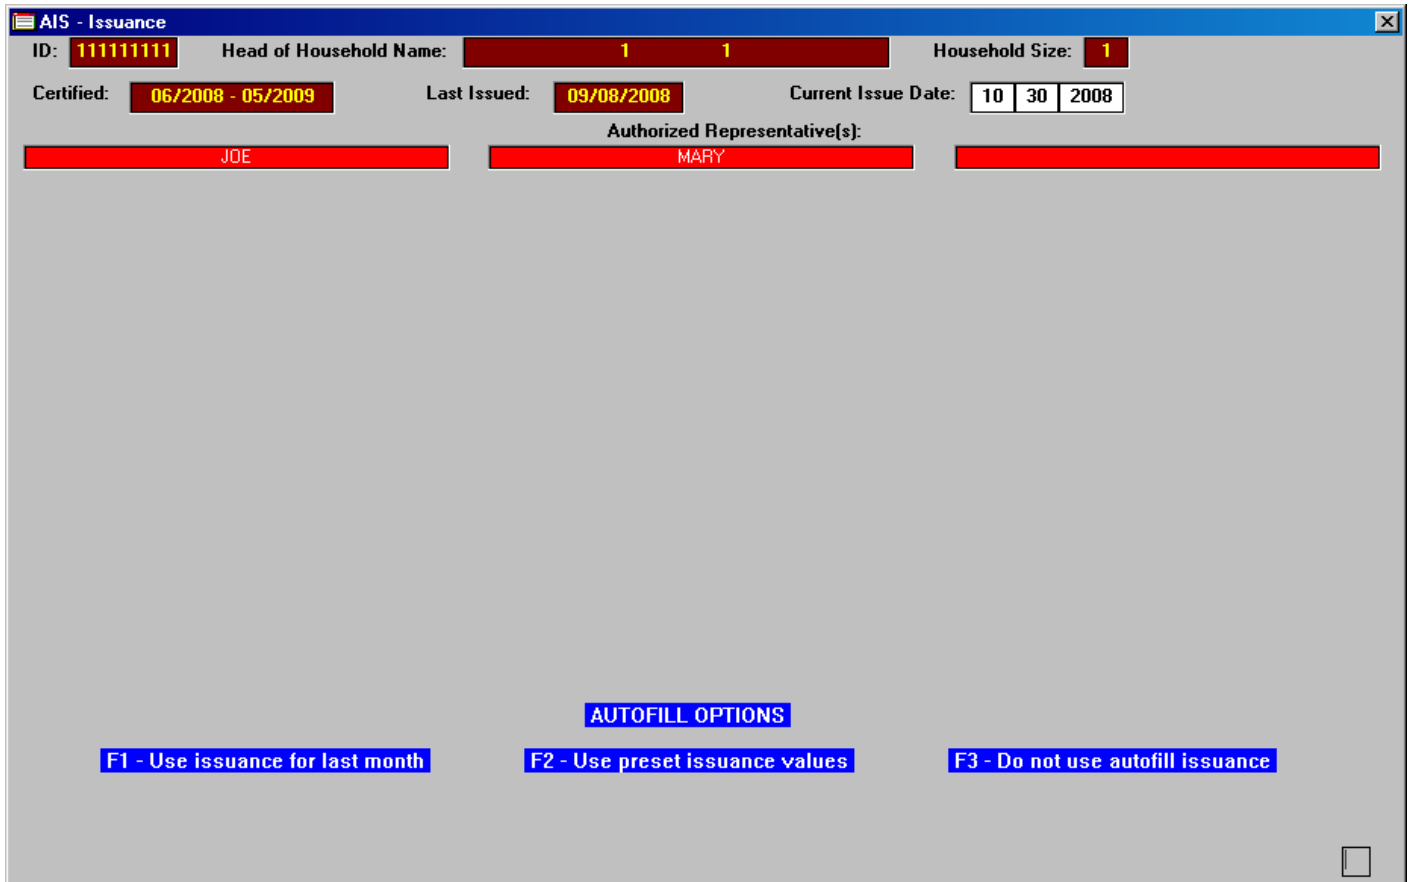 AIS - Issuance
ID: 111111111 Head of Household Name: 1 1 Household Size: 1
Certified: 06/2008 - 05/2009 Last Issued: 09/08/2008 Current Issue Date: 10 30 2008
Authorized Representative(s):
JOE MARY
AUTOFILL OPTIONS
F1 - Use issuance for last month F2 - Use preset issuance values F3 - Do not use autofill issuance